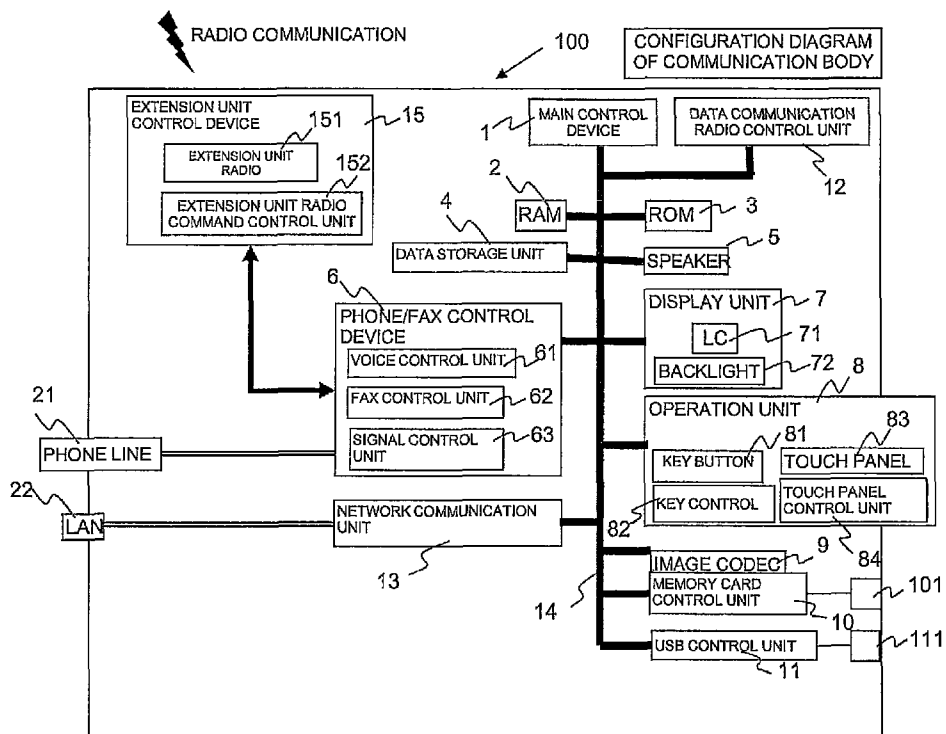 RADIO COMMUNICATION
100
CONFIGURATION DIAGRAM
OF COMMUNICATION BODY
EXTENSION UNIT
CONTROL DEVICE
15
151
EXTENSION UNIT
RADIO
152
EXTENSION UNIT RADIO
COMMAND CONTROL UNIT
1
MAIN CONTROL
DEVICE
DATA COMMUNICATION
RADIO CONTROL UNIT
12
2
RAM
ROM
3
4
DATA STORAGE UNIT
5
SPEAKER
6
PHONE/FAX CONTROL
DEVICE
VOICE CONTROL UNIT
61
FAX CONTROL UNIT
62
SIGNAL CONTROL
UNIT
63
DISPLAY UNIT
7
LC
71
BACKLIGHT
72
8
OPERATION UNIT
81
83
KEY BUTTON
TOUCH PANEL
KEY CONTROL
TOUCH PANEL
CONTROL UNIT
82
84
21
PHONE LINE
22
LAN
NETWORK COMMUNICATION
UNIT
13
14
9
IMAGE CODEC
MEMORY CARD
CONTROL UNIT
10
101
USB CONTROL UNIT
11
111